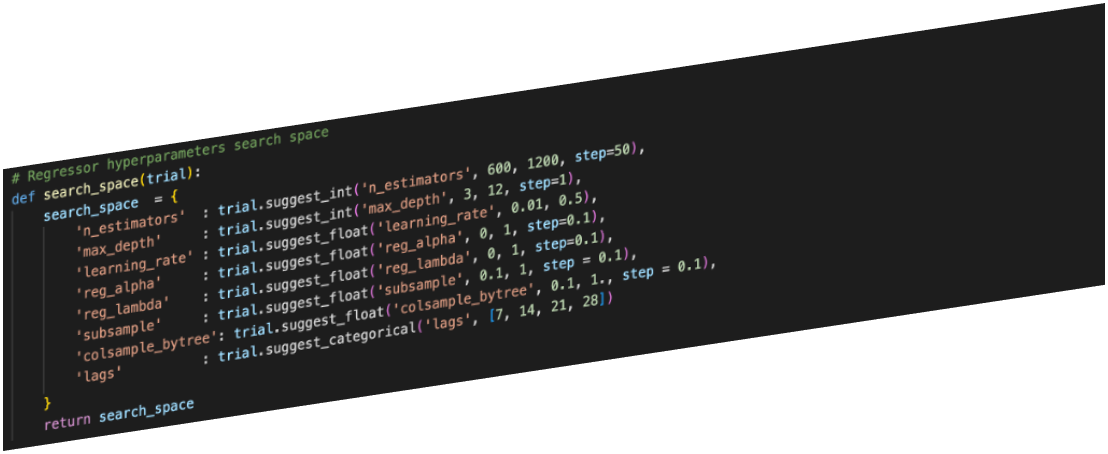 # Regressor hyperparameters search space
def search_space(trial):
    search_space  = {
        'n_estimators'  : trial.suggest_int('n_estimators', 600, 1200, step=50),
        'max_depth'     : trial.suggest_int('max_depth', 3, 12, step=1),
        'learning_rate' : trial.suggest_float('learning_rate', 0.01, 0.5),
        'reg_alpha'     : trial.suggest_float('reg_alpha', 0, 1, step=0.1),
        'reg_lambda'    : trial.suggest_float('reg_lambda', 0, 1, step=0.1),
        'subsample'     : trial.suggest_float('subsample', 0.1, 1, step = 0.1),
        'colsample_bytree': trial.suggest_float('colsample_bytree', 0.1, 1., step = 0.1),
        'lags'          : trial.suggest_categorical('lags', [7, 14, 21, 28])
    }
    return search_space